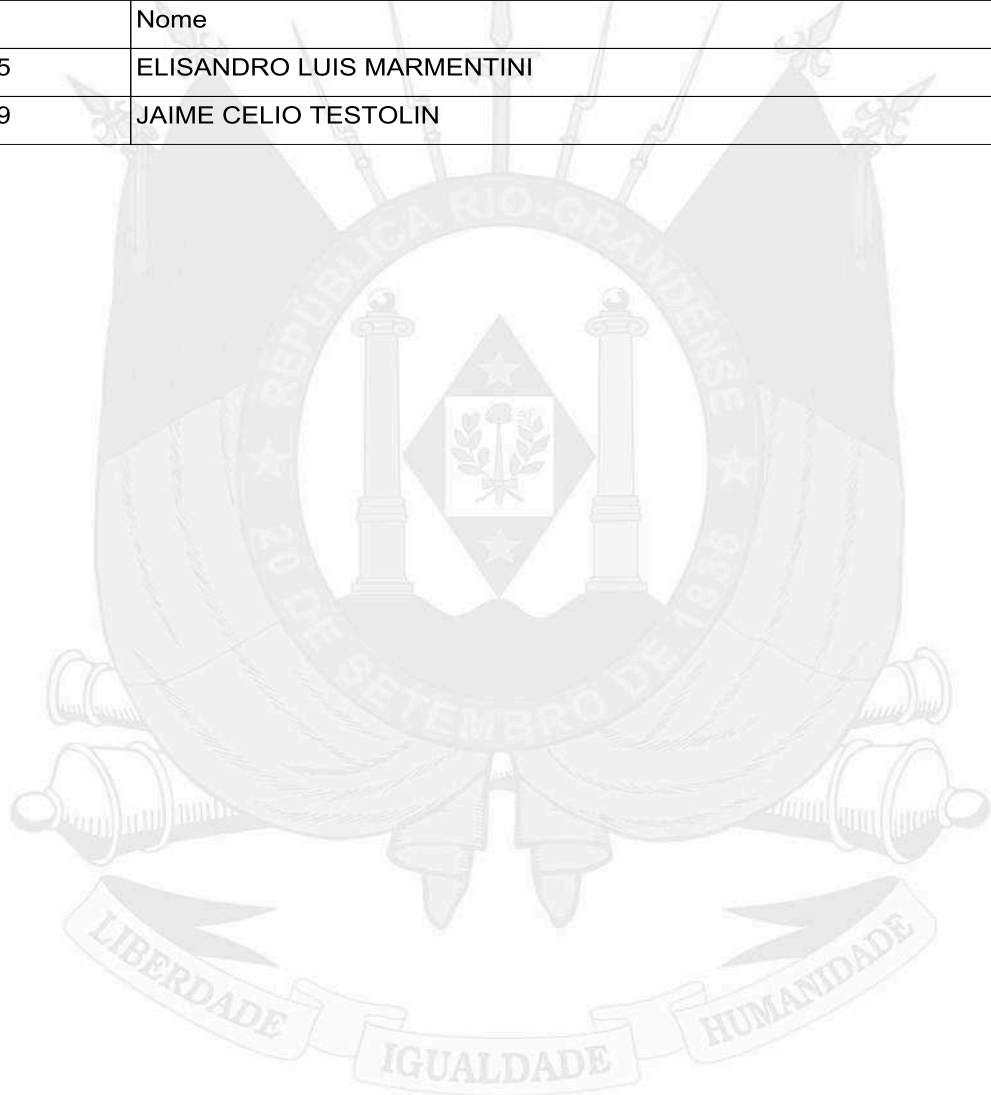 Nome
5 ELISANDRO LUIS MARMENTINI
9 JAIME CELIO TESTOLIN
REPÚBLICA RIO-GRANDENSE
20 DE SETEMBRO DE 1836
LIBERDADE
IGUALDADE
HUMANIDADE